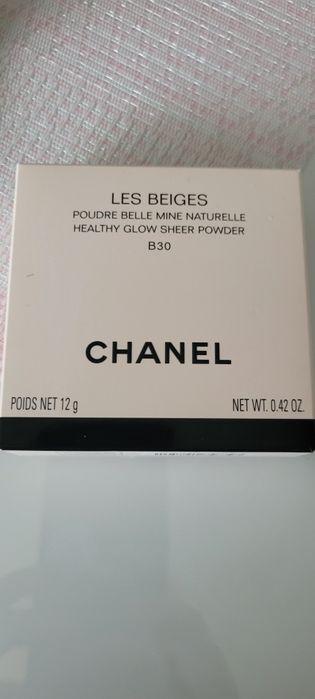 LES BEIGES
POUDRE BELLE MINE NATURELLE
HEALTHY GLOW SHEER POWDER
B30
CHANEL
POIDS NET 12 g
NET WT. 0.42 OZ.